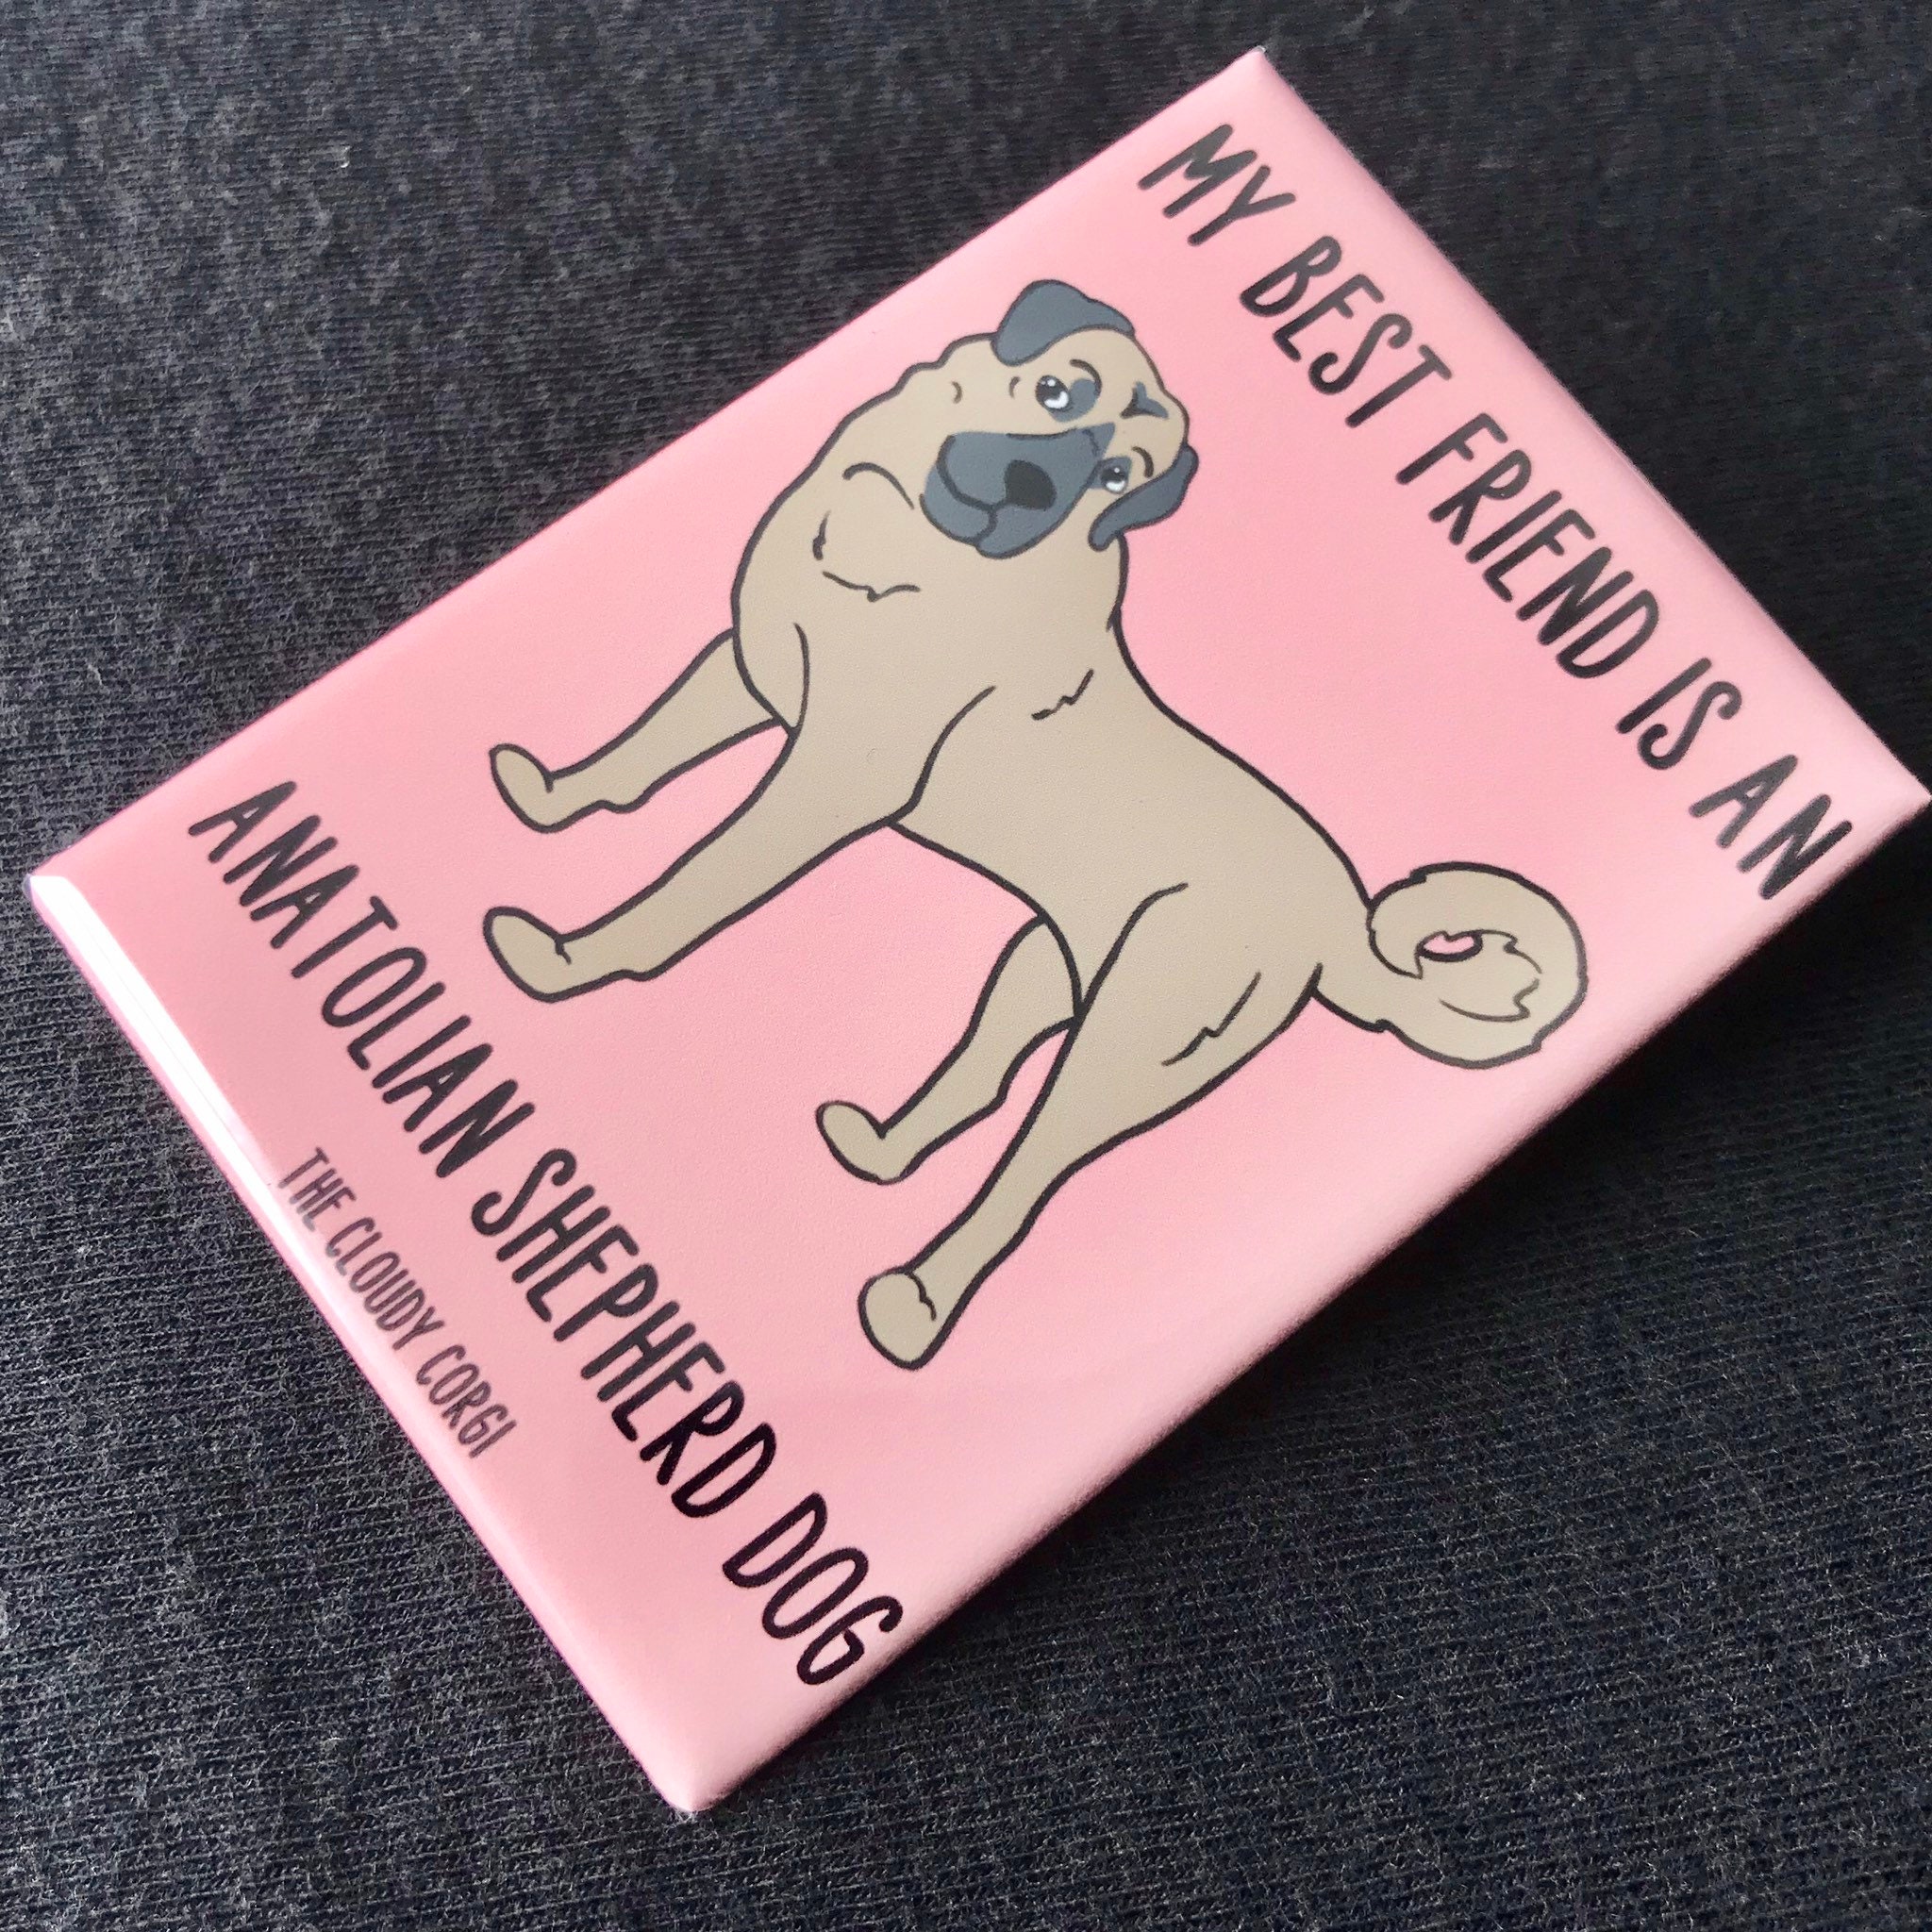 MY BEST FRIEND IS AN
ANATOLIAN SHEPHERD DOG
THE CLOUDY CORGI